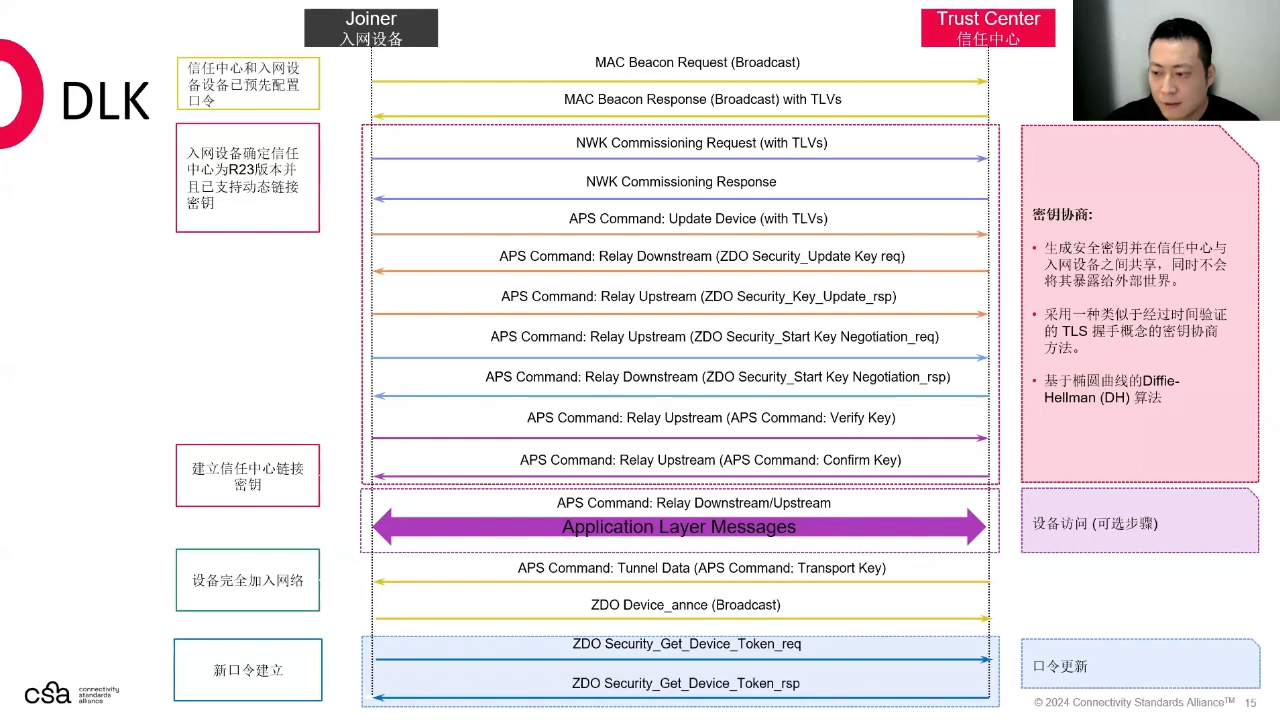 Joiner
入网设备
Trust Center
信任中心
DLK
信任中心和入网设
备设备已预先配置
口令
MAC Beacon Request (Broadcast)
MAC Beacon Response (Broadcast) with TLVs
入网设备确定信任
中心为R23版本并
且已支持动态链接
密钥
NWK Commissioning Request (with TLVs)
NWK Commissioning Response
APS Command: Update Device (with TLVs)
APS Command: Relay Downstream (ZDO Security_Update Key req)
APS Command: Relay Upstream (ZDO Security_Key_Update_rsp)
APS Command: Relay Upstream (ZDO Security_Start Key Negotiation_req)
APS Command: Relay Downstream (ZDO Security_Start Key Negotiation_rsp)
APS Command: Relay Upstream (APS Command: Verify Key)
APS Command: Relay Upstream (APS Command: Confirm Key)
密钥协商:
• 生成安全密钥并在信任中心与
入网设备之间共享，同时不会
将其暴露给外部世界。
• 采用一种类似于经过时间验证
的 TLS 握手概念的密钥协商
方法。
• 基于椭圆曲线的Diffie-
Hellman (DH) 算法
建立信任中心链接
密钥
APS Command: Relay Downstream/Upstream
Application Layer Messages
设备访问 (可选步骤)
设备完全加入网络
APS Command: Tunnel Data (APS Command: Transport Key)
ZDO Device_annce (Broadcast)
新口令建立
ZDO Security_Get_Device_Token_req
ZDO Security_Get_Device_Token_rsp
口令更新
csa
connectivity
standards
alliance
© 2024 Connectivity Standards Alliance™ 15